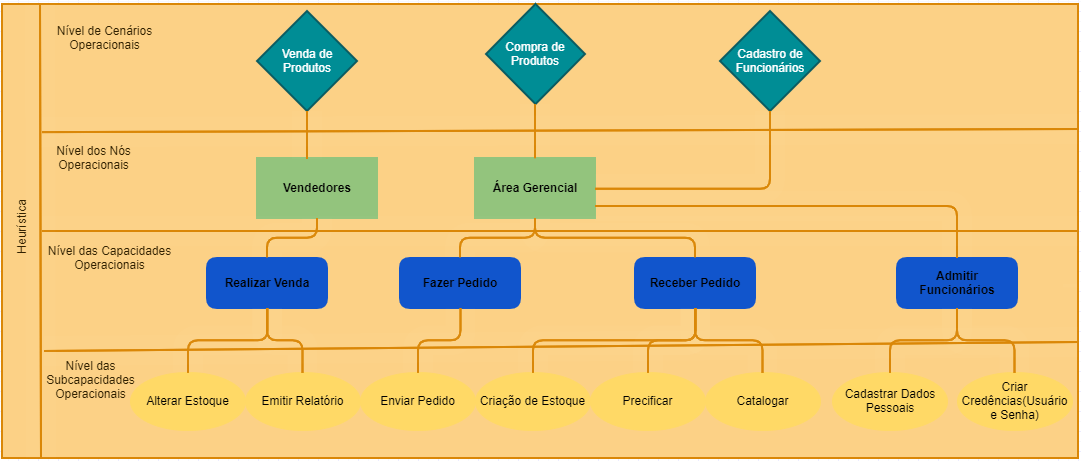 Heurística
Nível de Cenários
Operacionais
Venda de
Produtos
Compra de
Produtos
Cadastro de
Funcionários
Nível dos Nós
Operacionais
Vendedores
Área Gerencial
Nível das Capacidades
Operacionais
Realizar Venda
Fazer Pedido
Receber Pedido
Admitir
Funcionários
Nível das
Subcapacidades
Operacionais
Alterar Estoque
Emitir Relatório
Enviar Pedido
Criação de Estoque
Precificar
Catalogar
Cadastrar Dados
Pessoais
Criar
Credências(Usuário
e Senha)